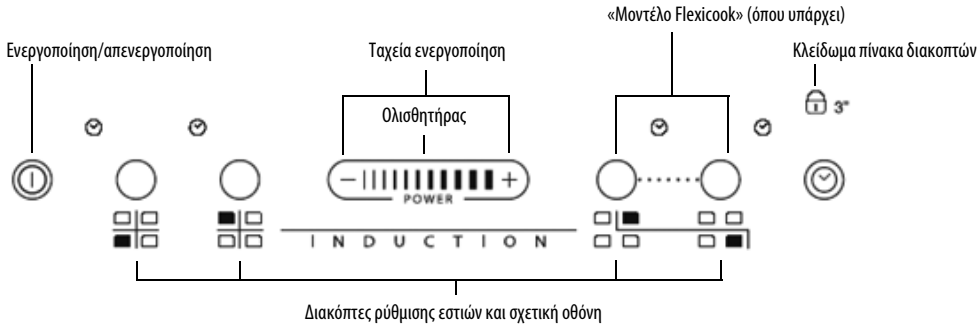 «Μοντέλο Flexicook» (όπου υπάρχει)
Ενεργοποίηση/απενεργοποίηση
Ταχεία ενεργοποίηση
Κλείδωμα πίνακα διακοπτών
Ολισθητήρας
3"
− +
POWER
INDUCTION
Διακόπτες ρύθμισης εστιών και σχετική οθόνη